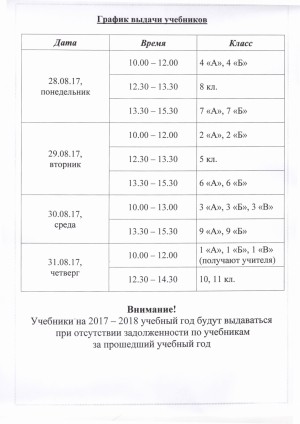 График выдачи учебников
Дата Время Класс
28.08.17, понедельник
10.00 – 12.00 4 «А», 4 «Б»
12.30 – 13.30 8 кл.
13.30 – 15.30 7 «А», 7 «Б»
29.08.17, вторник
10.00 – 12.00 2 «А», 2 «Б»
12.30 – 13.30 5 кл.
13.30 – 15.30 6 «А», 6 «Б»
30.08.17, среда
10.00 – 13.00 3 «А», 3 «Б», 3 «В»
13.30 – 15.30 9 «А», 9 «Б»
31.08.17, четверг
10.00 – 12.00 1 «А», 1 «Б», 1 «В»
(получают учителя)
12.30 – 14.30 10, 11 кл.
Внимание!
Учебники на 2017 – 2018 учебный год будут выдаваться
при отсутствии задолженности по учебникам
за прошедший учебный год